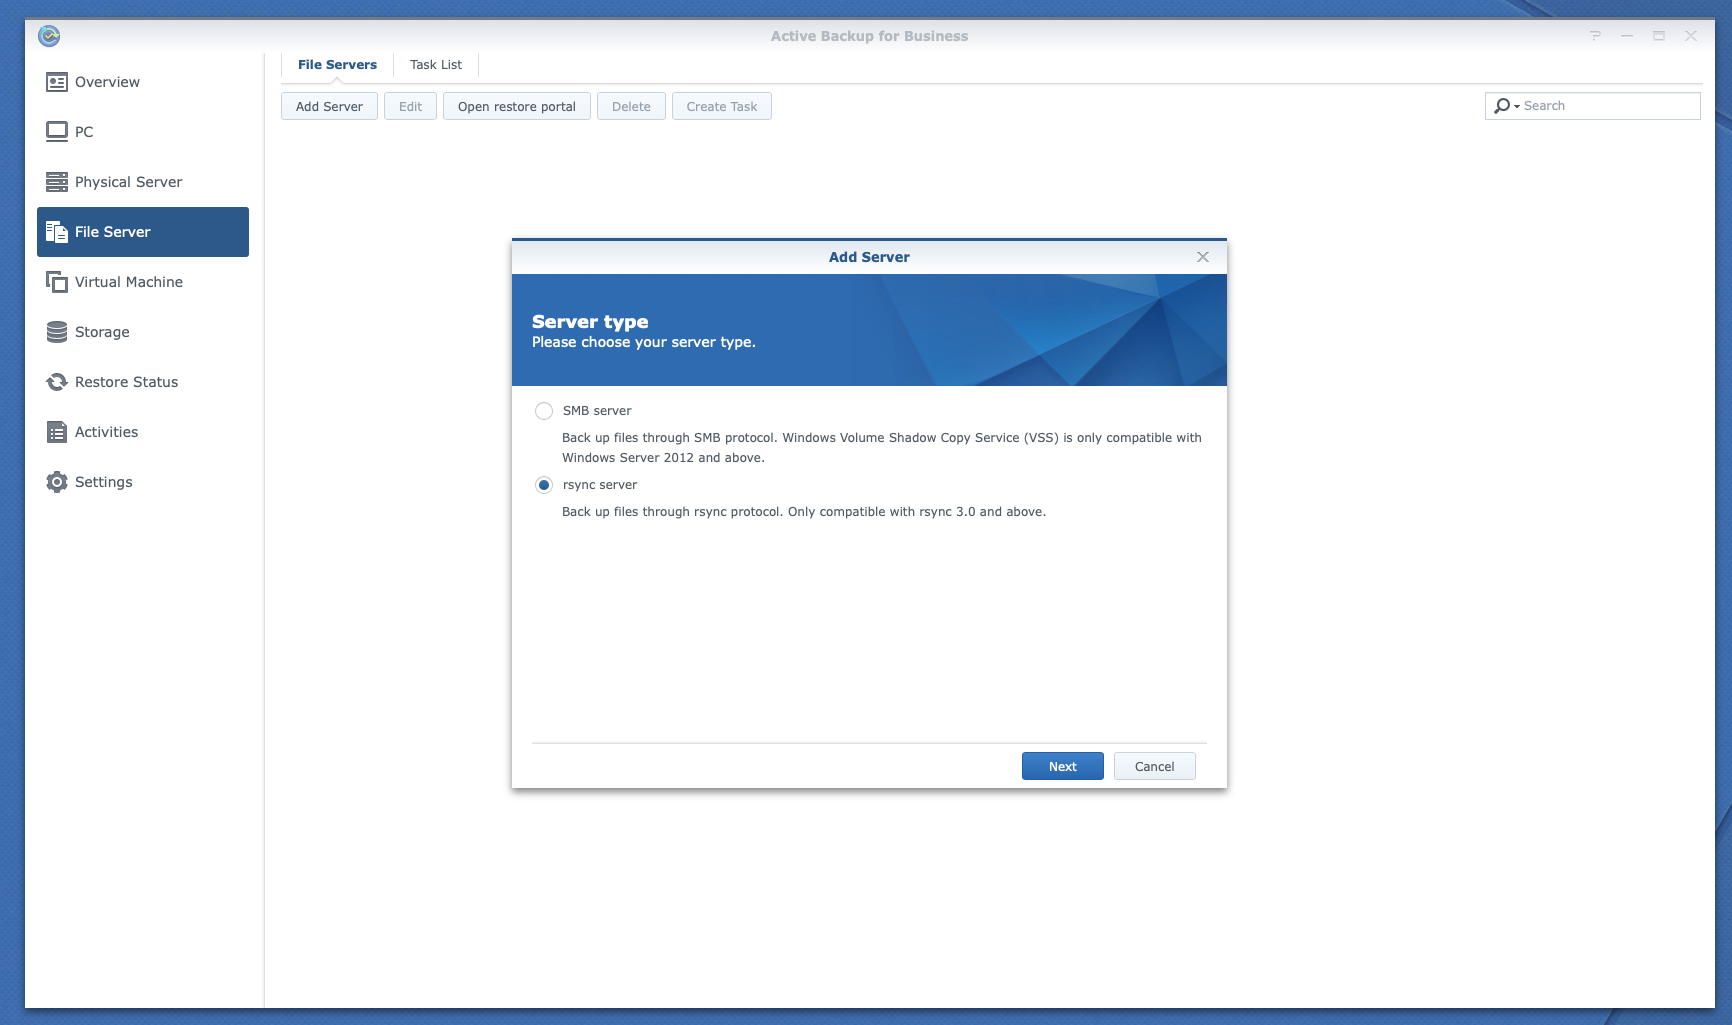 Active Backup for Business
Overview
PC
Physical Server
File Server
Virtual Machine
Storage
Restore Status
Activities
Settings
File Servers
Task List
Add Server
Edit
Open restore portal
Delete
Create Task
Search
Add Server
Server type
Please choose your server type.
SMB server
Back up files through SMB protocol. Windows Volume Shadow Copy Service (VSS) is only compatible with
Windows Server 2012 and above.
rsync server
Back up files through rsync protocol. Only compatible with rsync 3.0 and above.
Next
Cancel